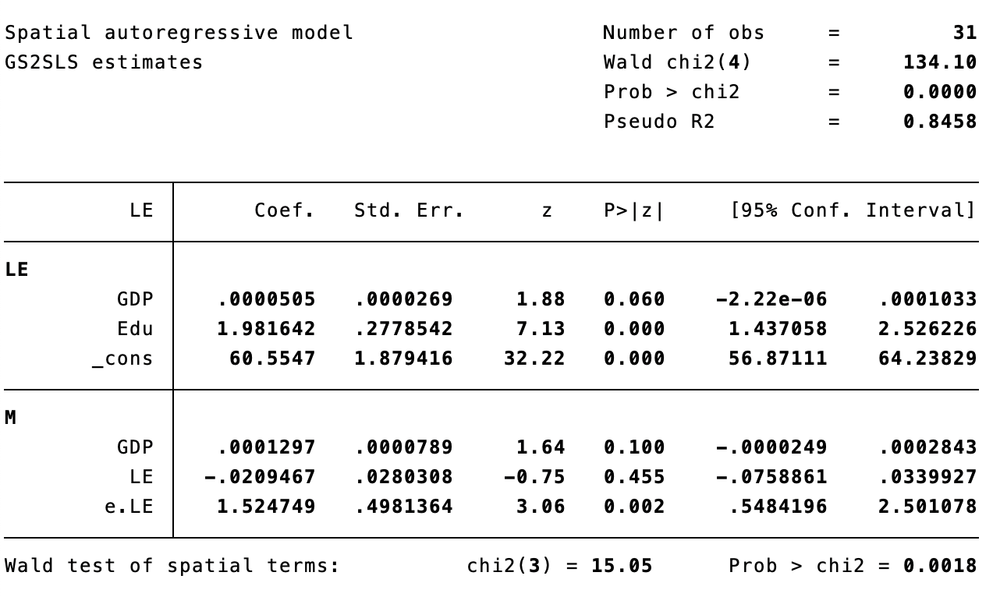 Spatial autoregressive model Number of obs = 31
GS2SLS estimates Wald chi2(4) = 134.10
Prob > chi2 = 0.0000
Pseudo R2 = 0.8458
LE Coef. Std. Err. z P>|z| [95% Conf. Interval]
LE
GDP .0000505 .0000269 1.88 0.060 -2.22e-06 .0001033
Edu 1.981642 .2778542 7.13 0.000 1.437058 2.526226
_cons 60.5547 1.879416 32.22 0.000 56.87111 64.23829
M
GDP .0001297 .0000789 1.64 0.100 -.0000249 .0002843
LE -.0209467 .0280308 -0.75 0.455 -.0758861 .0339927
e.LE 1.524749 .4981364 3.06 0.002 .5484196 2.501078
Wald test of spatial terms: chi2(3) = 15.05 Prob > chi2 = 0.0018